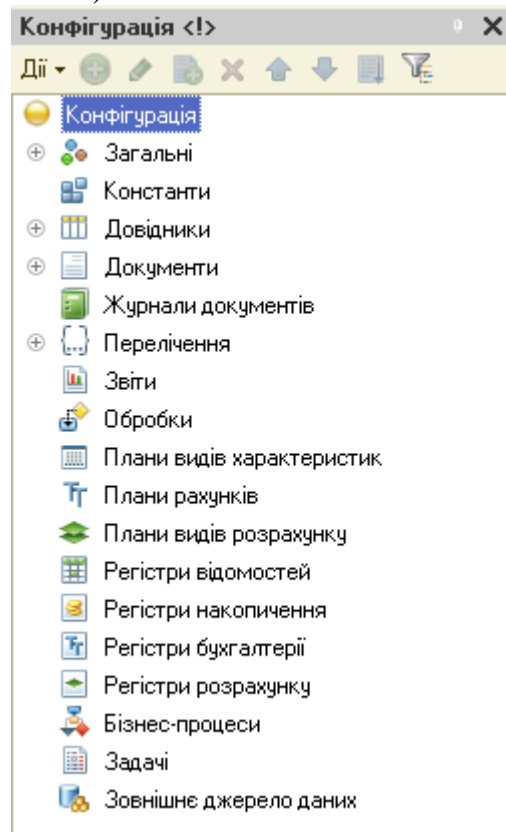 Конфігурація <!>
Дії
Конфігурація
Загальні
Константи
Довідники
Документи
Журнали документів
Перелічення
Звіти
Обробки
Плани видів характеристик
Плани рахунків
Плани видів розрахунку
Регістри відомостей
Регістри накопичення
Регістри бухгалтерії
Регістри розрахунку
Бізнес-процеси
Задачі
Зовнішнє джерело даних